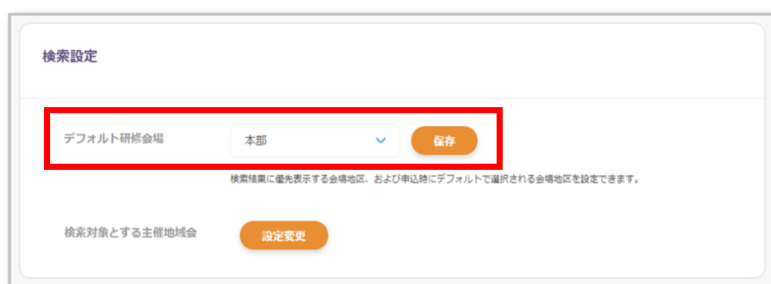 検索設定
デフォルト研修会場
本部
保存
検索結果に優先表示する会場地区、および申込時にデフォルトで選択される会場地区を設定できます。
検索対象とする主催地域会
設定変更